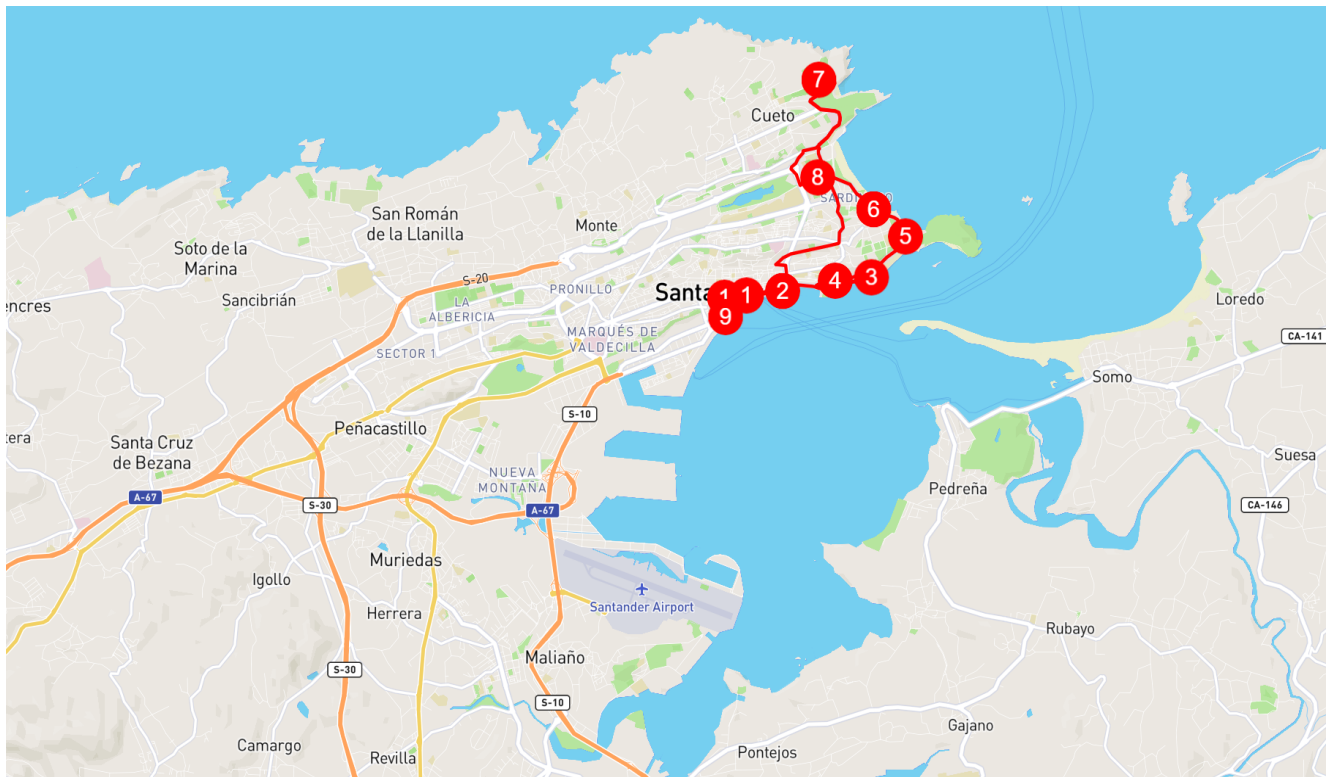 7
Cueto
8
SARDI
6
San Román
de la Llanilla
Monte
Soto de la
Marina
5
S-20
3
4
Sancibrián
PRONILLO
Santa
1
1
2
encres
LA
ALBERICIA
Loredo
9
MARQUÉS DE
VALDECILLA
CA-141
SECTOR 1
Somo
S-10
Peñacastillo
tera
Santa Cruz
de Bezana
Suesa
NUEVA
MONTAÑA
Pedreña
A-67
S-30
A-67
CA-146
Muriedas
Igollo
Santander Airport
Herrera
Rubayo
Maliaño
S-30
S-10
Gajano
Camargo
Revilla
Pontejos